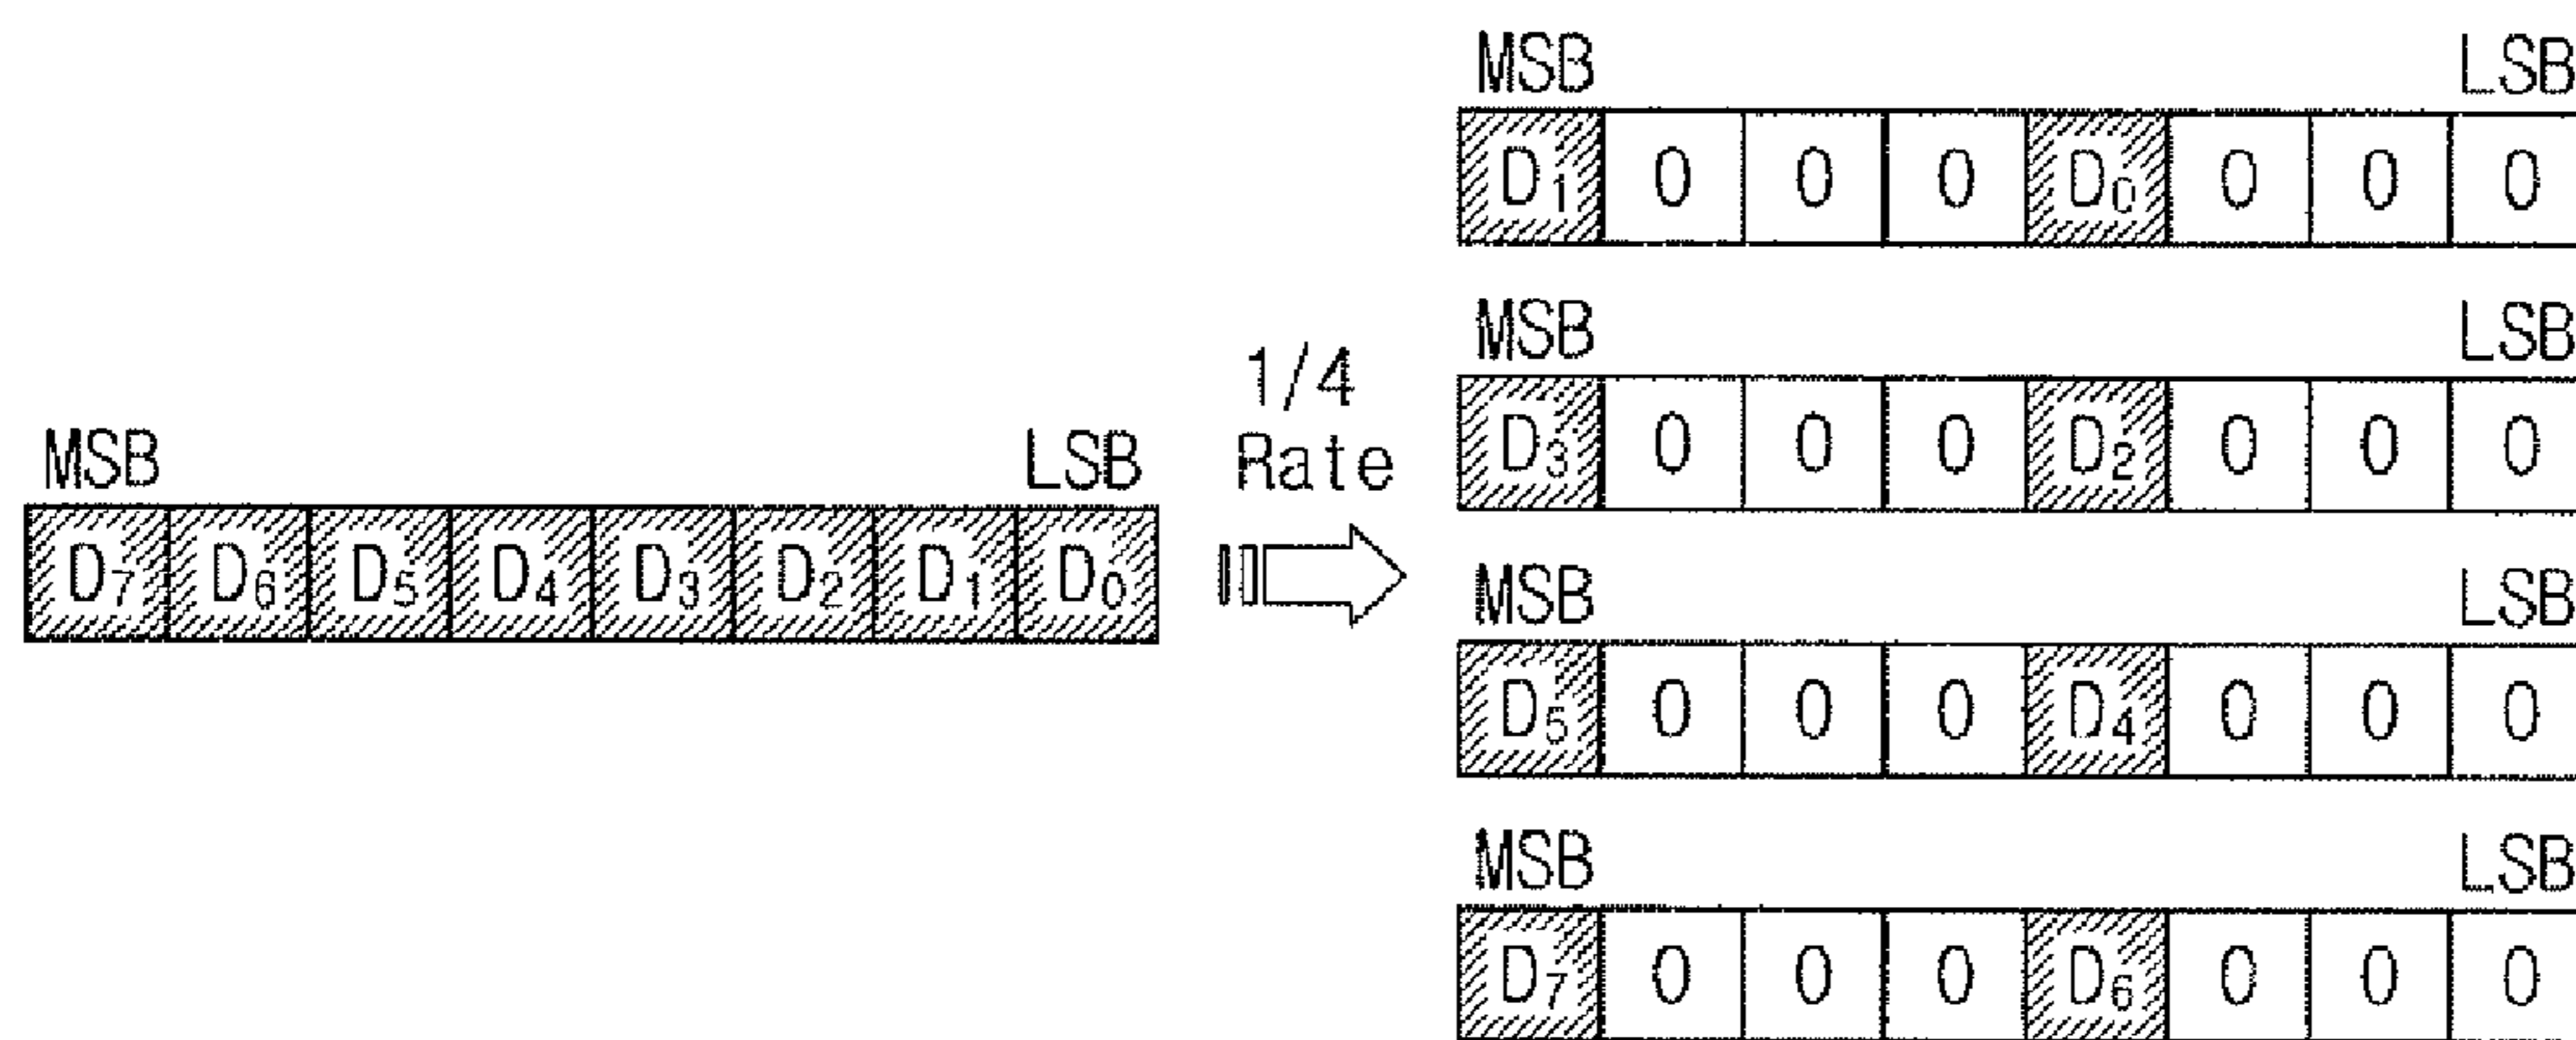 MSB LSB
D7 D6 D5 D4 D3 D2 D1 D0
1/4
Rate
MSB LSB
D1 0 0 0 D0 0 0 0
MSB LSB
D3 0 0 0 D2 0 0 0
MSB LSB
D5 0 0 0 D4 0 0 0
MSB LSB
D7 0 0 0 D6 0 0 0